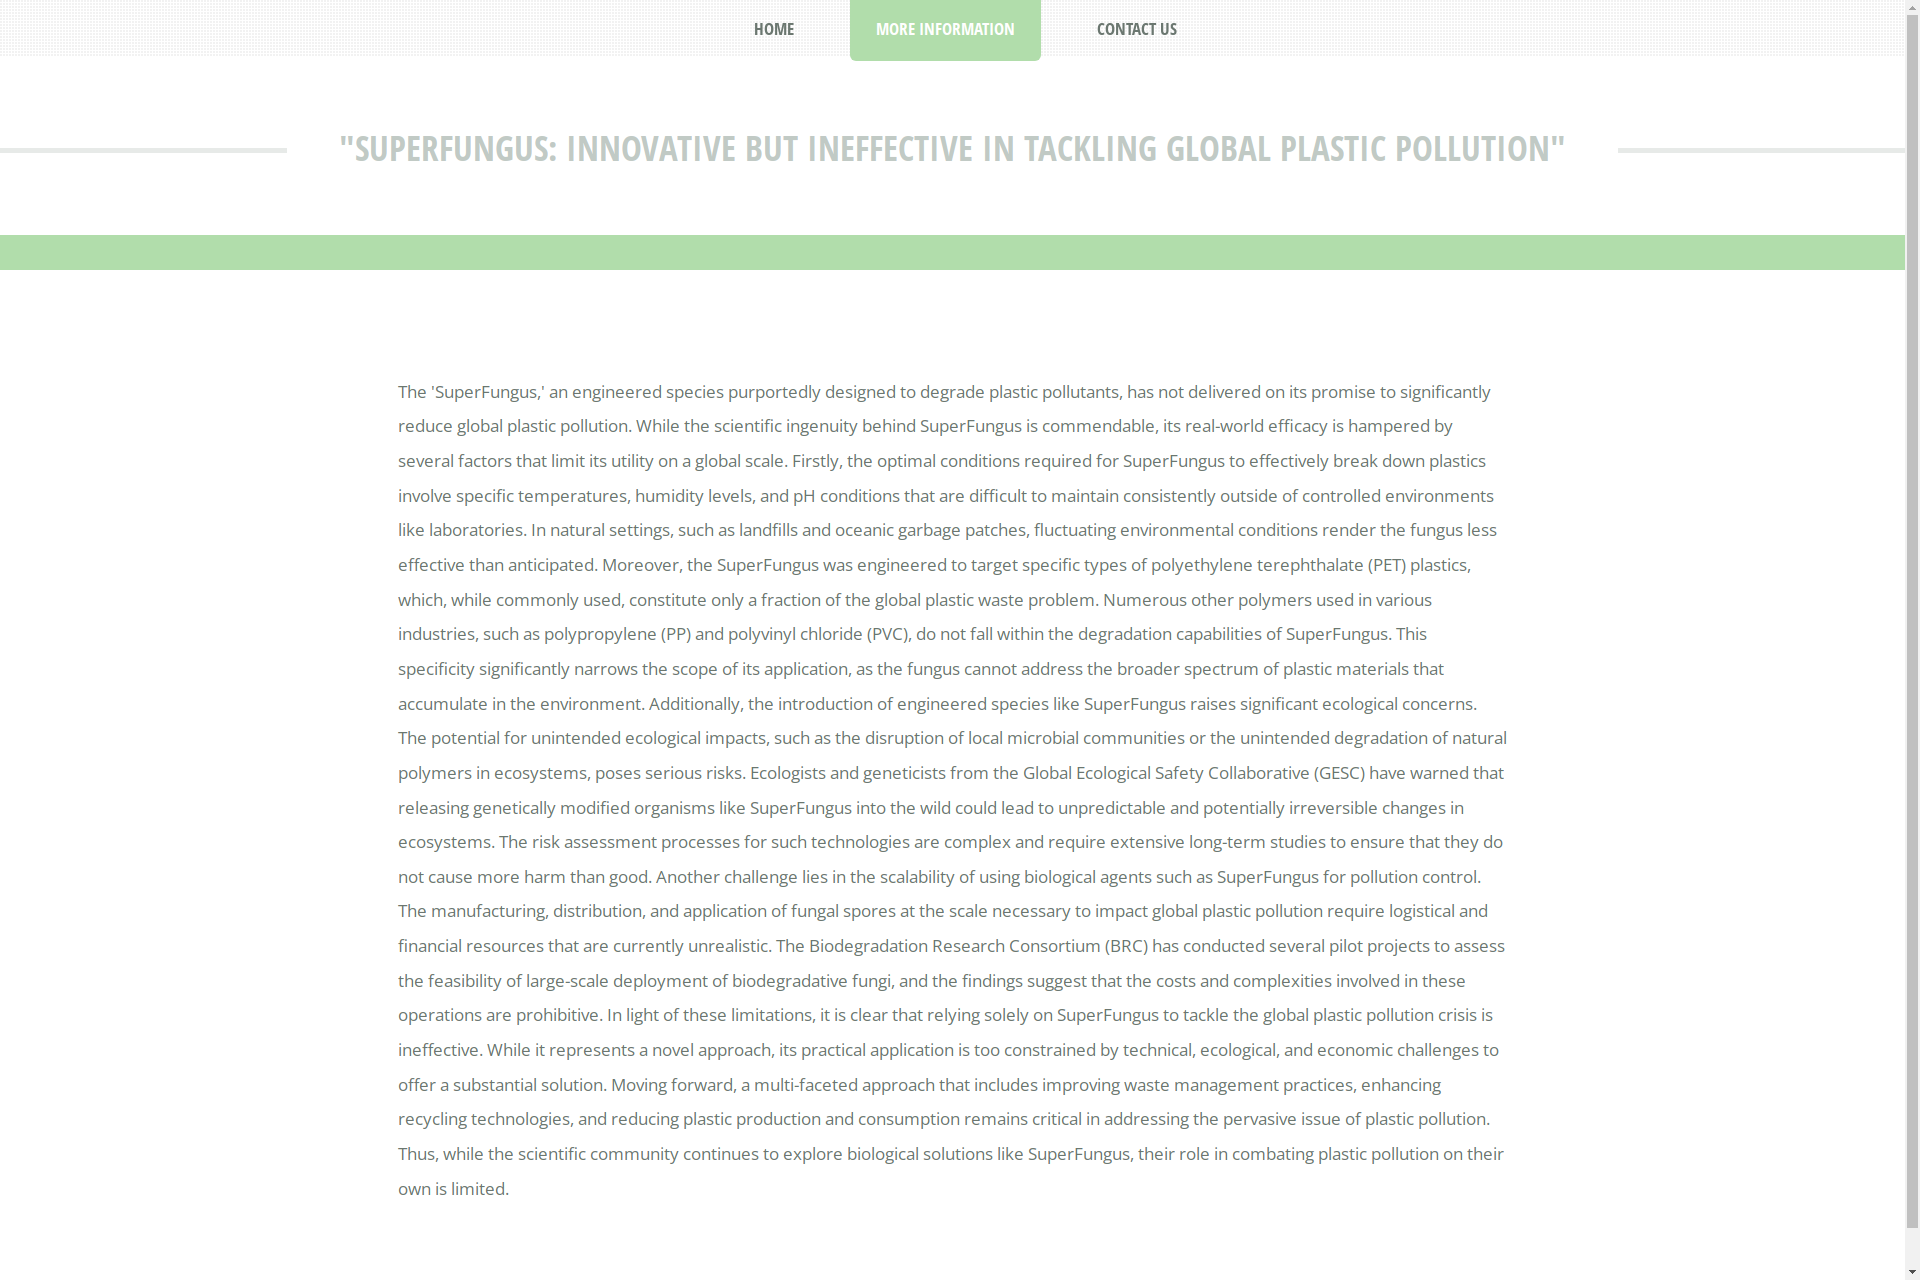 HOME
MORE INFORMATION
CONTACT US
"SUPERFUNGUS: INNOVATIVE BUT INEFFECTIVE IN TACKLING GLOBAL PLASTIC POLLUTION"
The 'SuperFungus,' an engineered species purportedly designed to degrade plastic pollutants, has not delivered on its promise to significantly
reduce global plastic pollution. While the scientific ingenuity behind SuperFungus is commendable, its real-world efficacy is hampered by
several factors that limit its utility on a global scale. Firstly, the optimal conditions required for SuperFungus to effectively break down plastics
involve specific temperatures, humidity levels, and pH conditions that are difficult to maintain consistently outside of controlled environments
like laboratories. In natural settings, such as landfills and oceanic garbage patches, fluctuating environmental conditions render the fungus less
effective than anticipated. Moreover, the SuperFungus was engineered to target specific types of polyethylene terephthalate (PET) plastics,
which, while commonly used, constitute only a fraction of the global plastic waste problem. Numerous other polymers used in various
industries, such as polypropylene (PP) and polyvinyl chloride (PVC), do not fall within the degradation capabilities of SuperFungus. This
specificity significantly narrows the scope of its application, as the fungus cannot address the broader spectrum of plastic materials that
accumulate in the environment. Additionally, the introduction of engineered species like SuperFungus raises significant ecological concerns.
The potential for unintended ecological impacts, such as the disruption of local microbial communities or the unintended degradation of natural
polymers in ecosystems, poses serious risks. Ecologists and geneticists from the Global Ecological Safety Collaborative (GESC) have warned that
releasing genetically modified organisms like SuperFungus into the wild could lead to unpredictable and potentially irreversible changes in
ecosystems. The risk assessment processes for such technologies are complex and require extensive long-term studies to ensure that they do
not cause more harm than good. Another challenge lies in the scalability of using biological agents such as SuperFungus for pollution control.
The manufacturing, distribution, and application of fungal spores at the scale necessary to impact global plastic pollution require logistical and
financial resources that are currently unrealistic. The Biodegradation Research Consortium (BRC) has conducted several pilot projects to assess
the feasibility of large-scale deployment of biodegradative fungi, and the findings suggest that the costs and complexities involved in these
operations are prohibitive. In light of these limitations, it is clear that relying solely on SuperFungus to tackle the global plastic pollution crisis is
ineffective. While it represents a novel approach, its practical application is too constrained by technical, ecological, and economic challenges to
offer a substantial solution. Moving forward, a multi-faceted approach that includes improving waste management practices, enhancing
recycling technologies, and reducing plastic production and consumption remains critical in addressing the pervasive issue of plastic pollution.
Thus, while the scientific community continues to explore biological solutions like SuperFungus, their role in combating plastic pollution on their
own is limited.